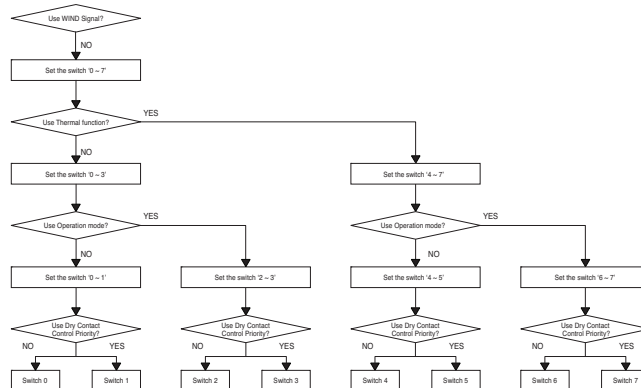 Use WIND Signal?
NO
Set the switch ‘0 ~ 7’
YES
Use Thermal function?
NO
Set the switch ‘0 ~ 3’
Set the switch ‘4 ~ 7’
YES
YES
Use Operation mode?
Use Operation mode?
NO
NO
Set the switch ‘0 ~ 1’
Set the switch ‘2 ~ 3’
Set the switch ‘4 ~ 5’
Set the switch ‘6 ~ 7’
Use Dry Contact
Control Priority?
Use Dry Contact
Control Priority?
Use Dry Contact
Control Priority?
Use Dry Contact
Control Priority?
NO
YES
NO
YES
NO
YES
NO
YES
Switch 0
Switch 1
Switch 2
Switch 3
Switch 4
Switch 5
Switch 6
Switch 7